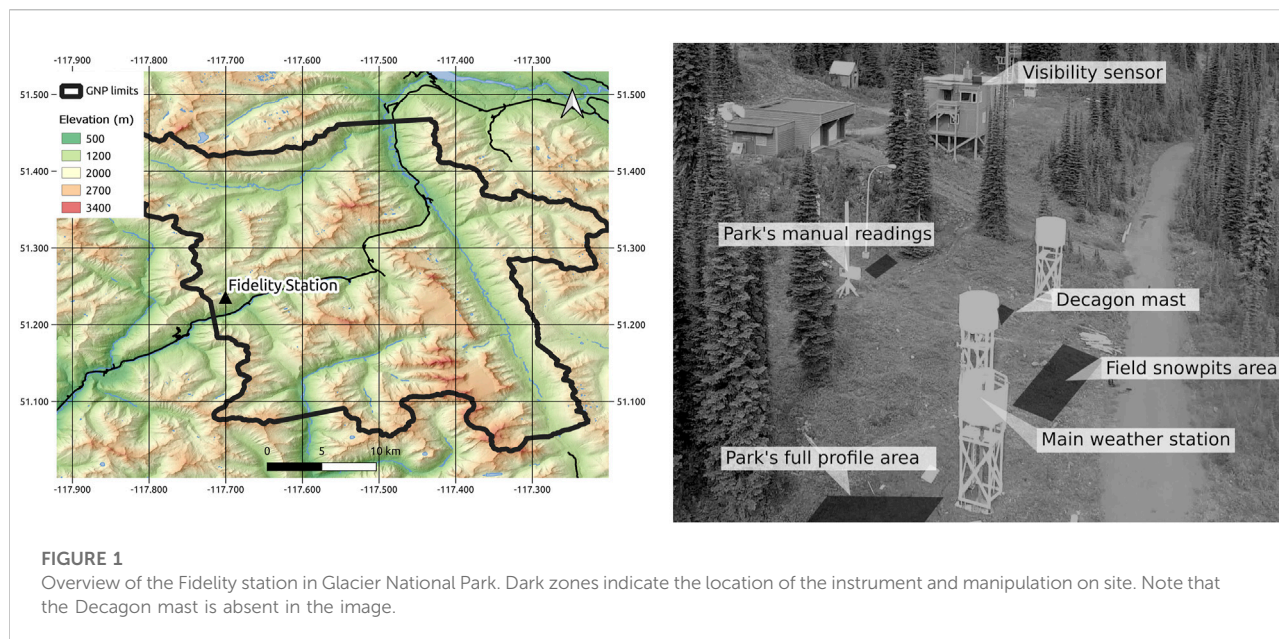 -117.900 -117.800 -117.700 -117.600 -117.500 -117.400 -117.300
GNP limits
Elevation (m)
500
1200
2000
2700
3400
51.500
51.400
51.300
51.200
51.100
51.500
51.400
51.300
51.200
51.100
Fidelity Station
0 5 10 km
-117.900 -117.800 -117.700 -117.600 -117.500 -117.400 -117.300
Visibility sensor
Park's manual readings
Decagon mast
Field snowpits area
Main weather station
Park's full profile area
FIGURE 1
Overview of the Fidelity station in Glacier National Park. Dark zones indicate the location of the instrument and manipulation on site. Note that
the Decagon mast is absent in the image.